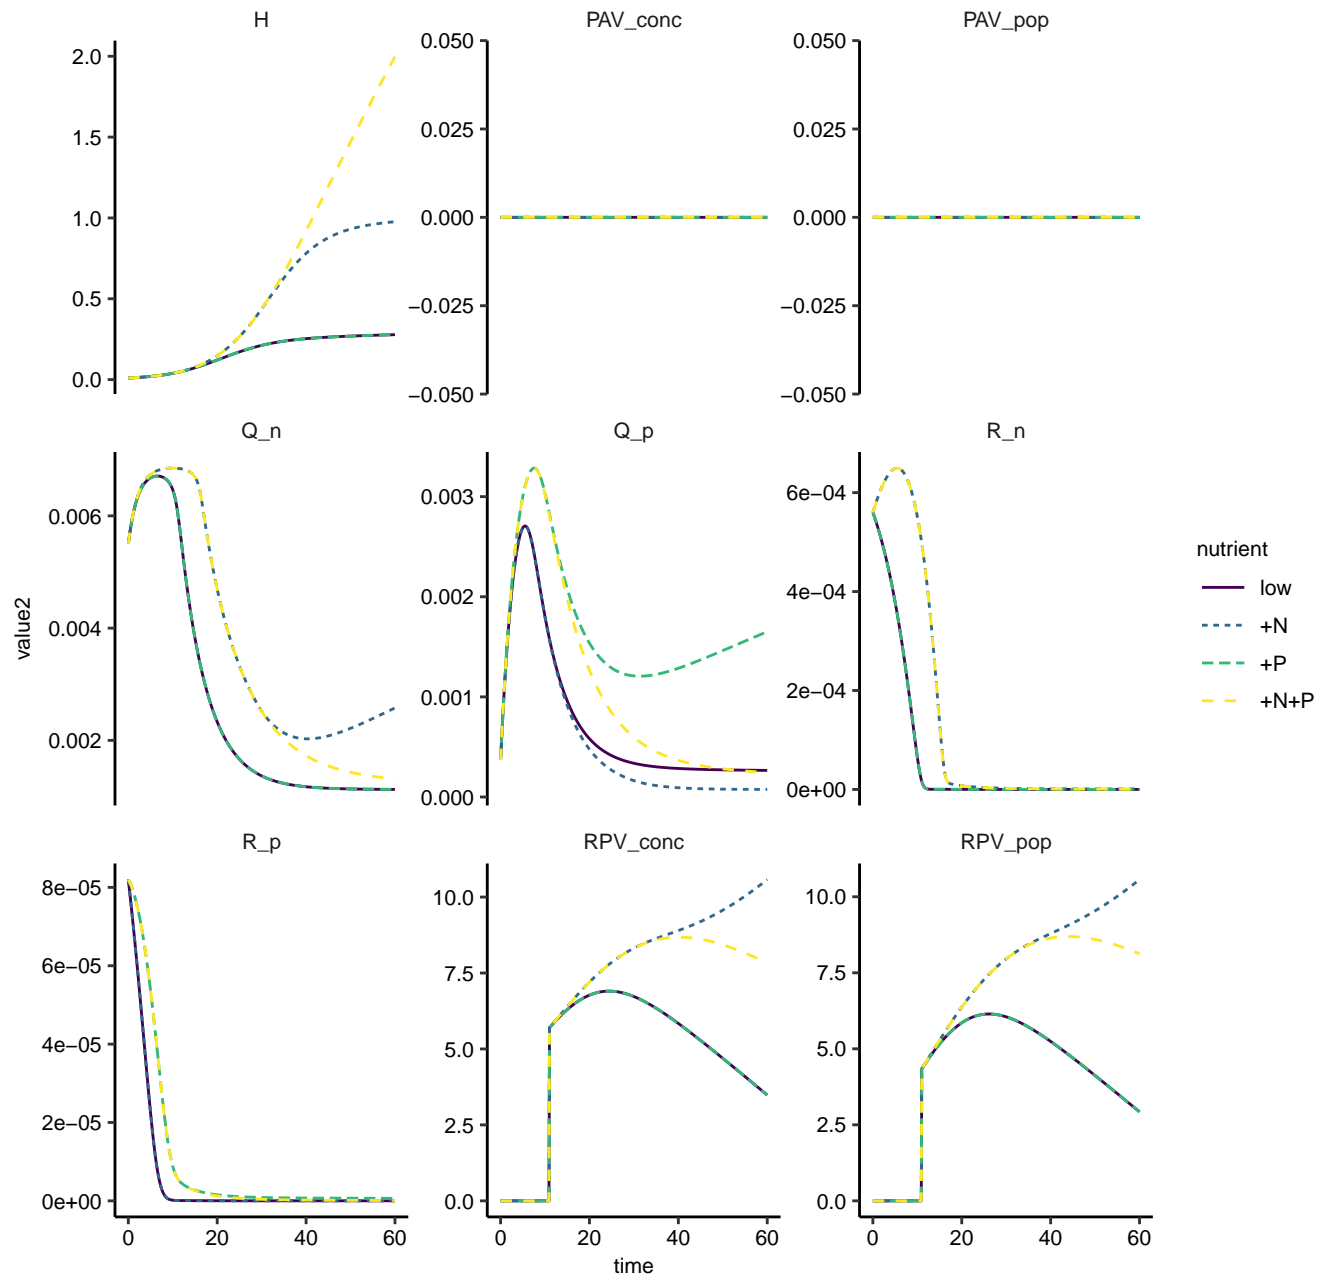 H
PAV_conc
PAV_pop
2.0
1.5
1.0
0.5
0.0
0.050
0.025
0.000
−0.025
−0.050
0.050
0.025
0.000
−0.025
−0.050
Q_n
Q_p
R_n
0.006
0.004
0.002
0.003
0.002
0.001
0.000
6e−04
4e−04
2e−04
0e+00
value2
nutrient
low
+N
+P
+N+P
R_p
RPV_conc
RPV_pop
8e−05
6e−05
4e−05
2e−05
0e+00
10.0
7.5
5.0
2.5
0.0
10.0
7.5
5.0
2.5
0.0
0 20 40 60
0 20 40 60
0 20 40 60
time